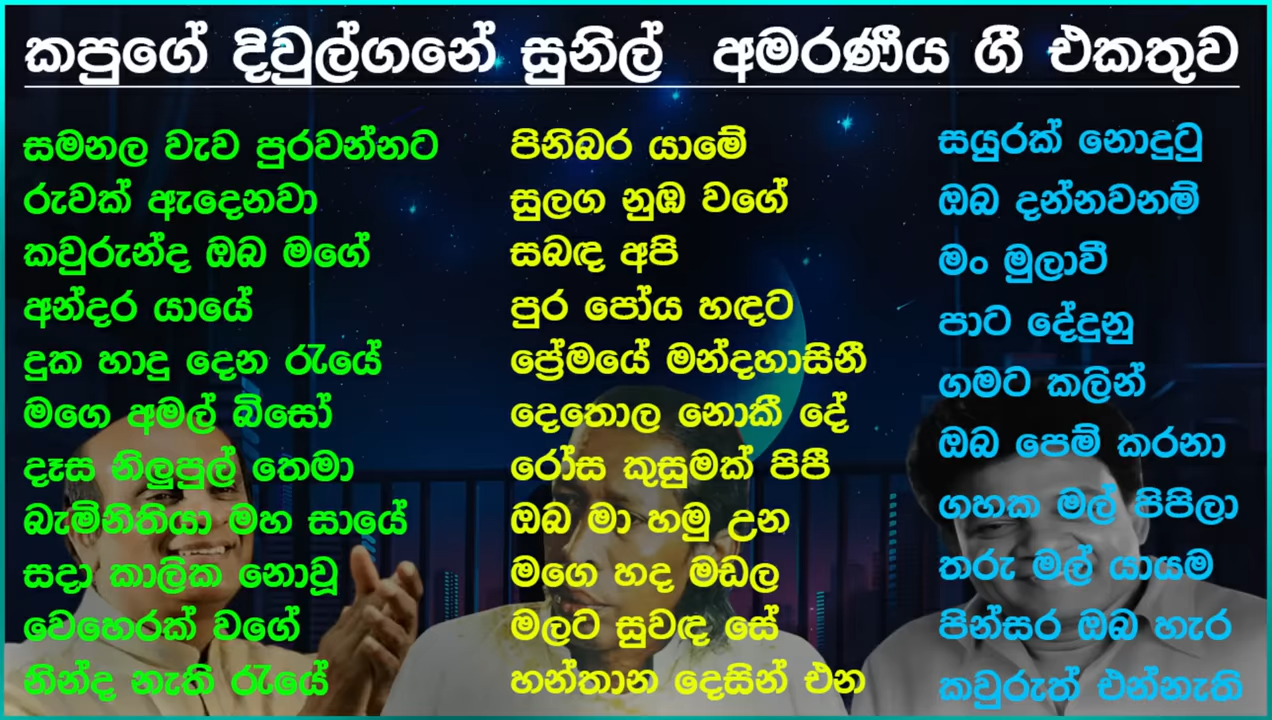 කපුගේ දිවුල්ගනේ සුනිල් අමරණීය ගී එකතුව
සමනල වැව පුරවන්නට
රුවක් ඇදෙනවා
කවුරුන්ද ඔබ මගේ
අන්දර යායේ
දුක හාදු දෙන රැයේ
මගෙ අමල් බිසෝ
දෑස නිලුපුල් තෙමා
බැමිනිතියා මහ සායේ
සදා කාලික නොවූ
වෙහෙරක් වගේ
නින්ද නැති රැයේ
පිනිබර යාමේ
සුලග නුඹ වගේ
සබඳ අපි
පුර පෝය හඳට
ප්‍රේමයේ මන්දහාසිනී
දෙතොල නොකී දේ
රෝස කුසුමක් පිපී
ඔබ මා හමු උන
මගෙ හද මඩල
මලට සුවඳ සේ
හන්තාන දෙසින් එන
සයුරක් නොදුටු
ඔබ දන්නවනම්
මං මුලාවී
පාට දේදුනු
ගමට කලින්
ඔබ පෙම් කරනා
ගහක මල් පිපිලා
තරු මල් යායම
පින්සර ඔබ හැර
කවුරුත් එන්නැති